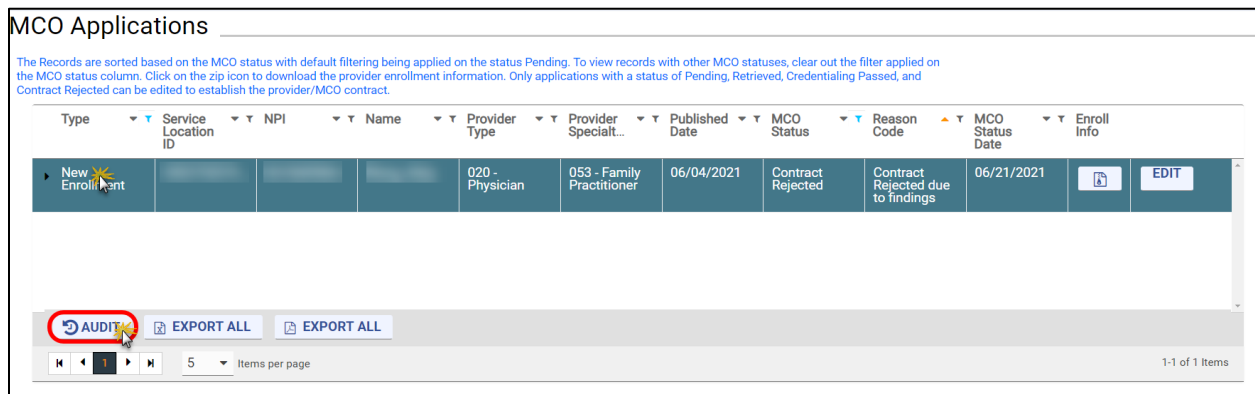 MCO Applications
The Records are sorted based on the MCO status with default filtering being applied on the status Pending. To view records with other MCO statuses, clear out the filter applied on
the MCO status column. Click on the zip icon to download the provider enrollment information. Only applications with a status of Pending, Retrieved, Credentialing Passed, and
Contract Rejected can be edited to establish the provider/MCO contract.
Type Service NPI Name Provider Provider Published MCO Reason MCO Enroll
Location Type Specialt... Date Status Code Status Info
ID Date
New 020 - 053 - Family 06/04/2021 Contract Contract 06/21/2021 EDIT
Enrollment Physician Practitioner Rejected Rejected due
to findings
AUDIT EXPORT ALL EXPORT ALL
1 5 Items per page 1-1 of 1 Items